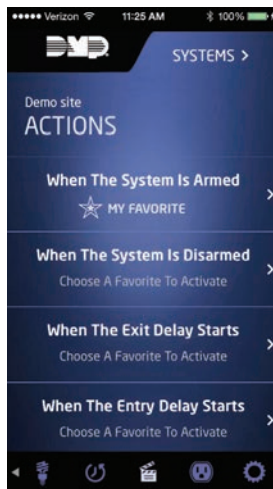 Verizon 11:25 AM 100%
DMP
SYSTEMS >
Demo site
ACTIONS
When The System Is Armed
MY FAVORITE
When The System Is Disarmed
Choose A Favorite To Activate
When The Exit Delay Starts
Choose A Favorite To Activate
When The Entry Delay Starts
Choose A Favorite To Activate